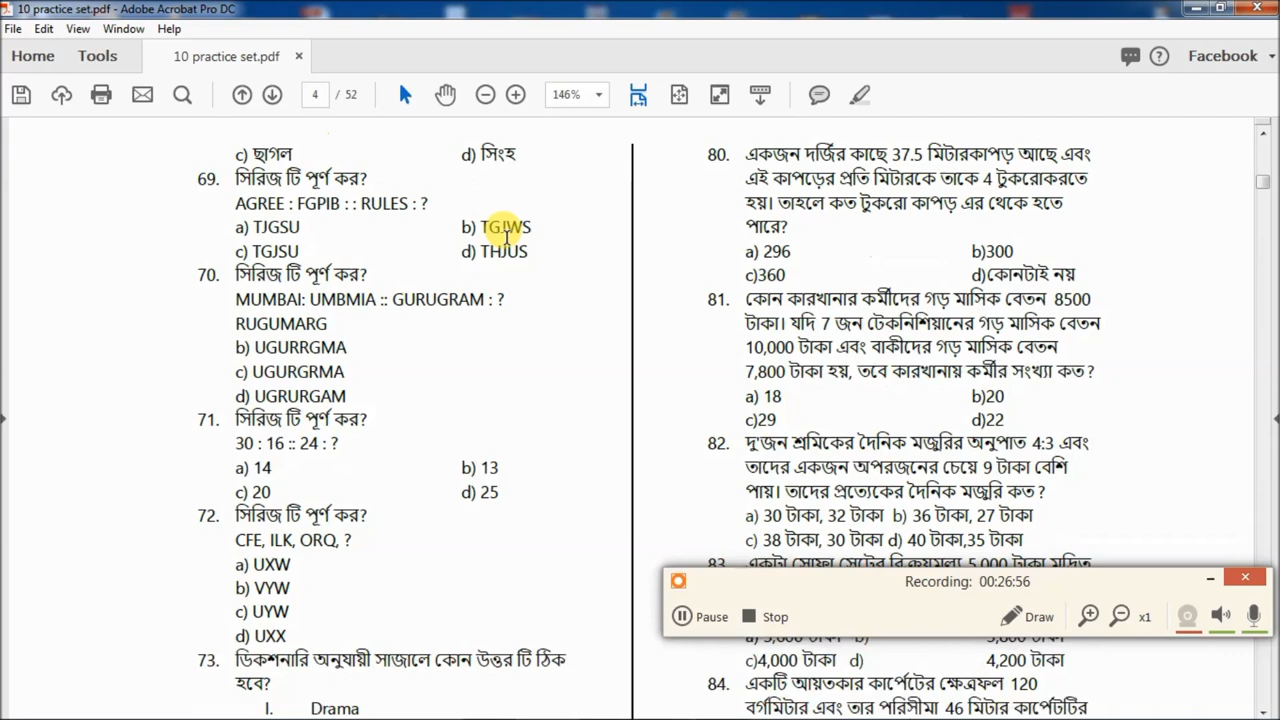 10 practice set.pdf - Adobe Acrobat Pro DC
File Edit View Window Help
Home Tools 10 practice set.pdf × Facebook
4 / 52 146%
c) ছাগল d) সিংহ
69. সিরিজ টি পূর্ণ কর?
AGREE : FGPIB : : RULES : ?
a) TJGSU b) TGJWS
c) TGJSU d) THJUS
70. সিরিজ টি পূর্ণ কর?
MUMBAI: UMBMIA :: GURUGRAM : ?
RUGUMARG
b) UGURRGMA
c) UGURGRMA
d) UGRURGAM
71. সিরিজ টি পূর্ণ কর?
30 : 16 :: 24 : ?
a) 14 b) 13
c) 20 d) 25
72. সিরিজ টি পূর্ণ কর?
CFE, ILK, ORQ, ?
a) UXW
b) VYW
c) UYW
d) UXX
73. ডিকশনারি অনুযায়ী সাজালে কোন উত্তর টি ঠিক
হবে?
I. Drama
80. একজন দর্জির কাছে 37.5 মিটারকাপড় আছে এবং
এই কাপড়ের প্রতি মিটারকে তাকে 4 টুকরোকরতে
হয়। তাহলে কত টুকরো কাপড় এর থেকে হতে
পারে?
a) 296 b)300
c)360 d)কোনটাই নয়
81. কোন কারখানার কর্মীদের গড় মাসিক বেতন 8500
টাকা। যদি 7 জন টেকনিশিয়ানের গড় মাসিক বেতন
10,000 টাকা এবং বাকীদের গড় মাসিক বেতন
7,800 টাকা হয়, তবে কারখানায় কর্মীর সংখ্যা কত?
a) 18 b)20
c)29 d)22
82. দু'জন শ্রমিকের দৈনিক মজুরির অনুপাত 4:3 এবং
তাদের একজন অপরজনের চেয়ে 9 টাকা বেশি
পায়। তাদের প্রত্যেকের দৈনিক মজুরি কত?
a) 30 টাকা, 32 টাকা b) 36 টাকা, 27 টাকা
c) 38 টাকা, 30 টাকা d) 40 টাকা,35 টাকা
83. একটা সোফা সেটের বিক্রয়মূল্য 5,000 টাকা
Recording: 00:26:56
Pause Stop Draw x1
c)4,000 টাকা d) 4,200 টাকা
84. একটি আয়তকার কার্পেটের ক্ষেত্রফল 120
বর্গমিটার এবং তার পরিসীমা 46 মিটার কার্পেটটির